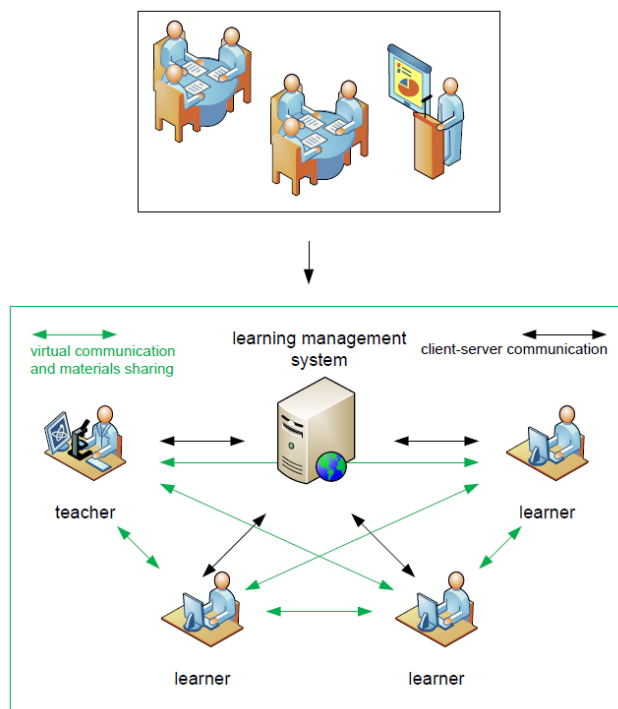 learning management
system
virtual communication
and materials sharing
client-server communication
teacher
learner
learner
learner